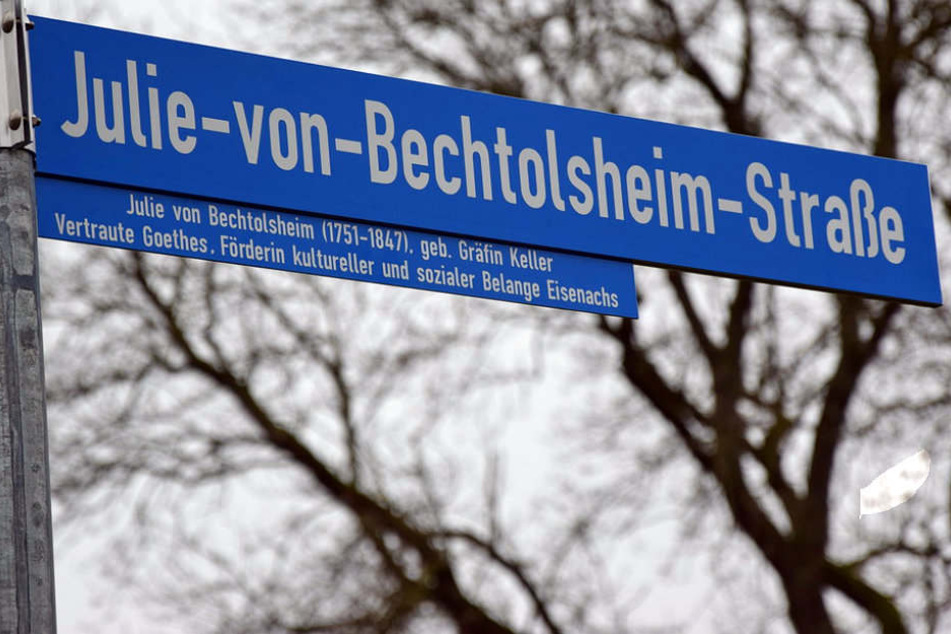 Julie-von-Bechtolsheim-Straße
Julie von Bechtolsheim (1751-1847), geb. Gräfin Keller
Vertraute Goethes, Förderin kultureller und sozialer Belange Eisenachs